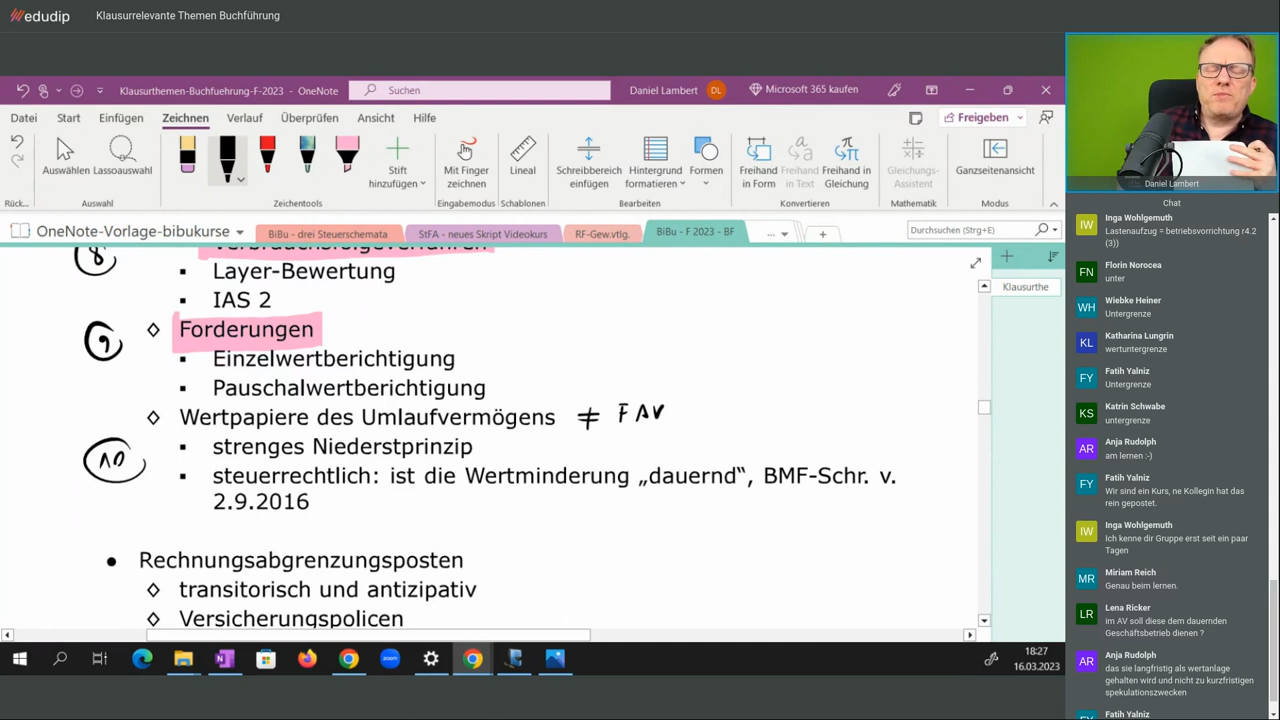 edudip
Klausurrelevante Themen Buchführung
Klausurthemen-Buchfuehrung-F-2023 - OneNote
Suchen
Daniel Lambert
DL
Microsoft 365 kaufen
Datei
Start
Einfügen
Zeichnen
Verlauf
Überprüfen
Ansicht
Hilfe
Freigeben
Auswählen
Lassoauswahl
Stift
hinzufügen
Mit Finger
zeichnen
Lineal
Schreibbereich
einfügen
Hintergrund
formatieren
Formen
Freihand
in Form
Freihand
in Text
Freihand in
Gleichung
Gleichungs-
Assistent
Ganzseitenansicht
Rück...
Auswahl
Zeichentools
Eingabemodus
Schablonen
Bearbeiten
Konvertieren
Mathematik
Modus
OneNote-Vorlage-bibukurse
BiBu - drei Steuerschemata
StFA - neues Skript Videokurs
RF-Gew.vtlg.
BiBu - F 2023 - BF
...
Durchsuchen (Strg+E)
Klausurthe
8
▪ Layer-Bewertung
▪ IAS 2
9
◊ Forderungen
▪ Einzelwertberichtigung
▪ Pauschalwertberichtigung
◊ Wertpapiere des Umlaufvermögens ≠ FAV
10
▪ strenges Niederstprinzip
▪ steuerrechtlich: ist die Wertminderung „dauernd“, BMF-Schr. v.
2.9.2016
● Rechnungsabgrenzungsposten
◊ transitorisch und antizipativ
◊ Versicherungspolicen
18:27
16.03.2023
Daniel Lambert
Chat
IW
Inga Wohlgemuth
Lastenaufzug = betriebsvorrichtung r4.2
(3))
FN
Florin Norocea
unter
WH
Wiebke Heiner
Untergrenze
KL
Katharina Lungrin
wertuntergrenze
FY
Fatih Yalniz
Untergrenze
KS
Katrin Schwabe
untergrenze
AR
Anja Rudolph
am lernen :-)
FY
Fatih Yalniz
Wir sind ein Kurs, ne Kollegin hat das
rein gepostet.
IW
Inga Wohlgemuth
Ich kenne dir Gruppe erst seit ein paar
Tagen
MR
Miriam Reich
Genau beim lernen.
LR
Lena Ricker
im AV soll diese dem dauernden
Geschäftsbetrieb dienen ?
AR
Anja Rudolph
das sie langfristig als wertanlage
gehalten wird und nicht zu kurzfristigen
spekulationszwecken
FY
Fatih Yalniz